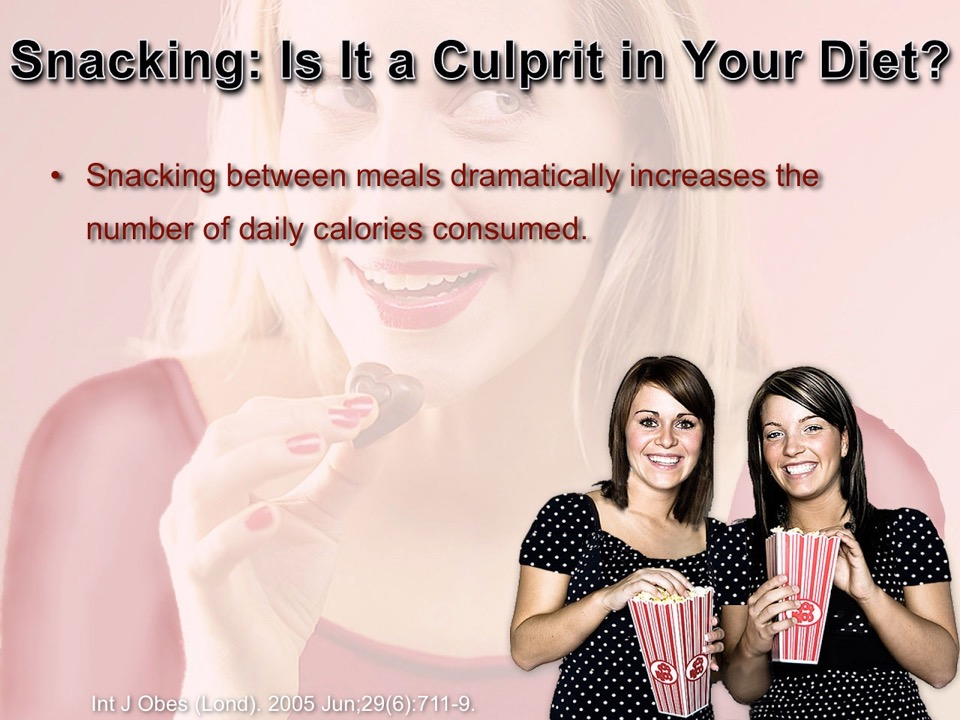 Snacking: Is It a Culprit in Your Diet?
• Snacking between meals dramatically increases the
number of daily calories consumed.
Int J Obes (Lond). 2005 Jun;29(6):711-9.